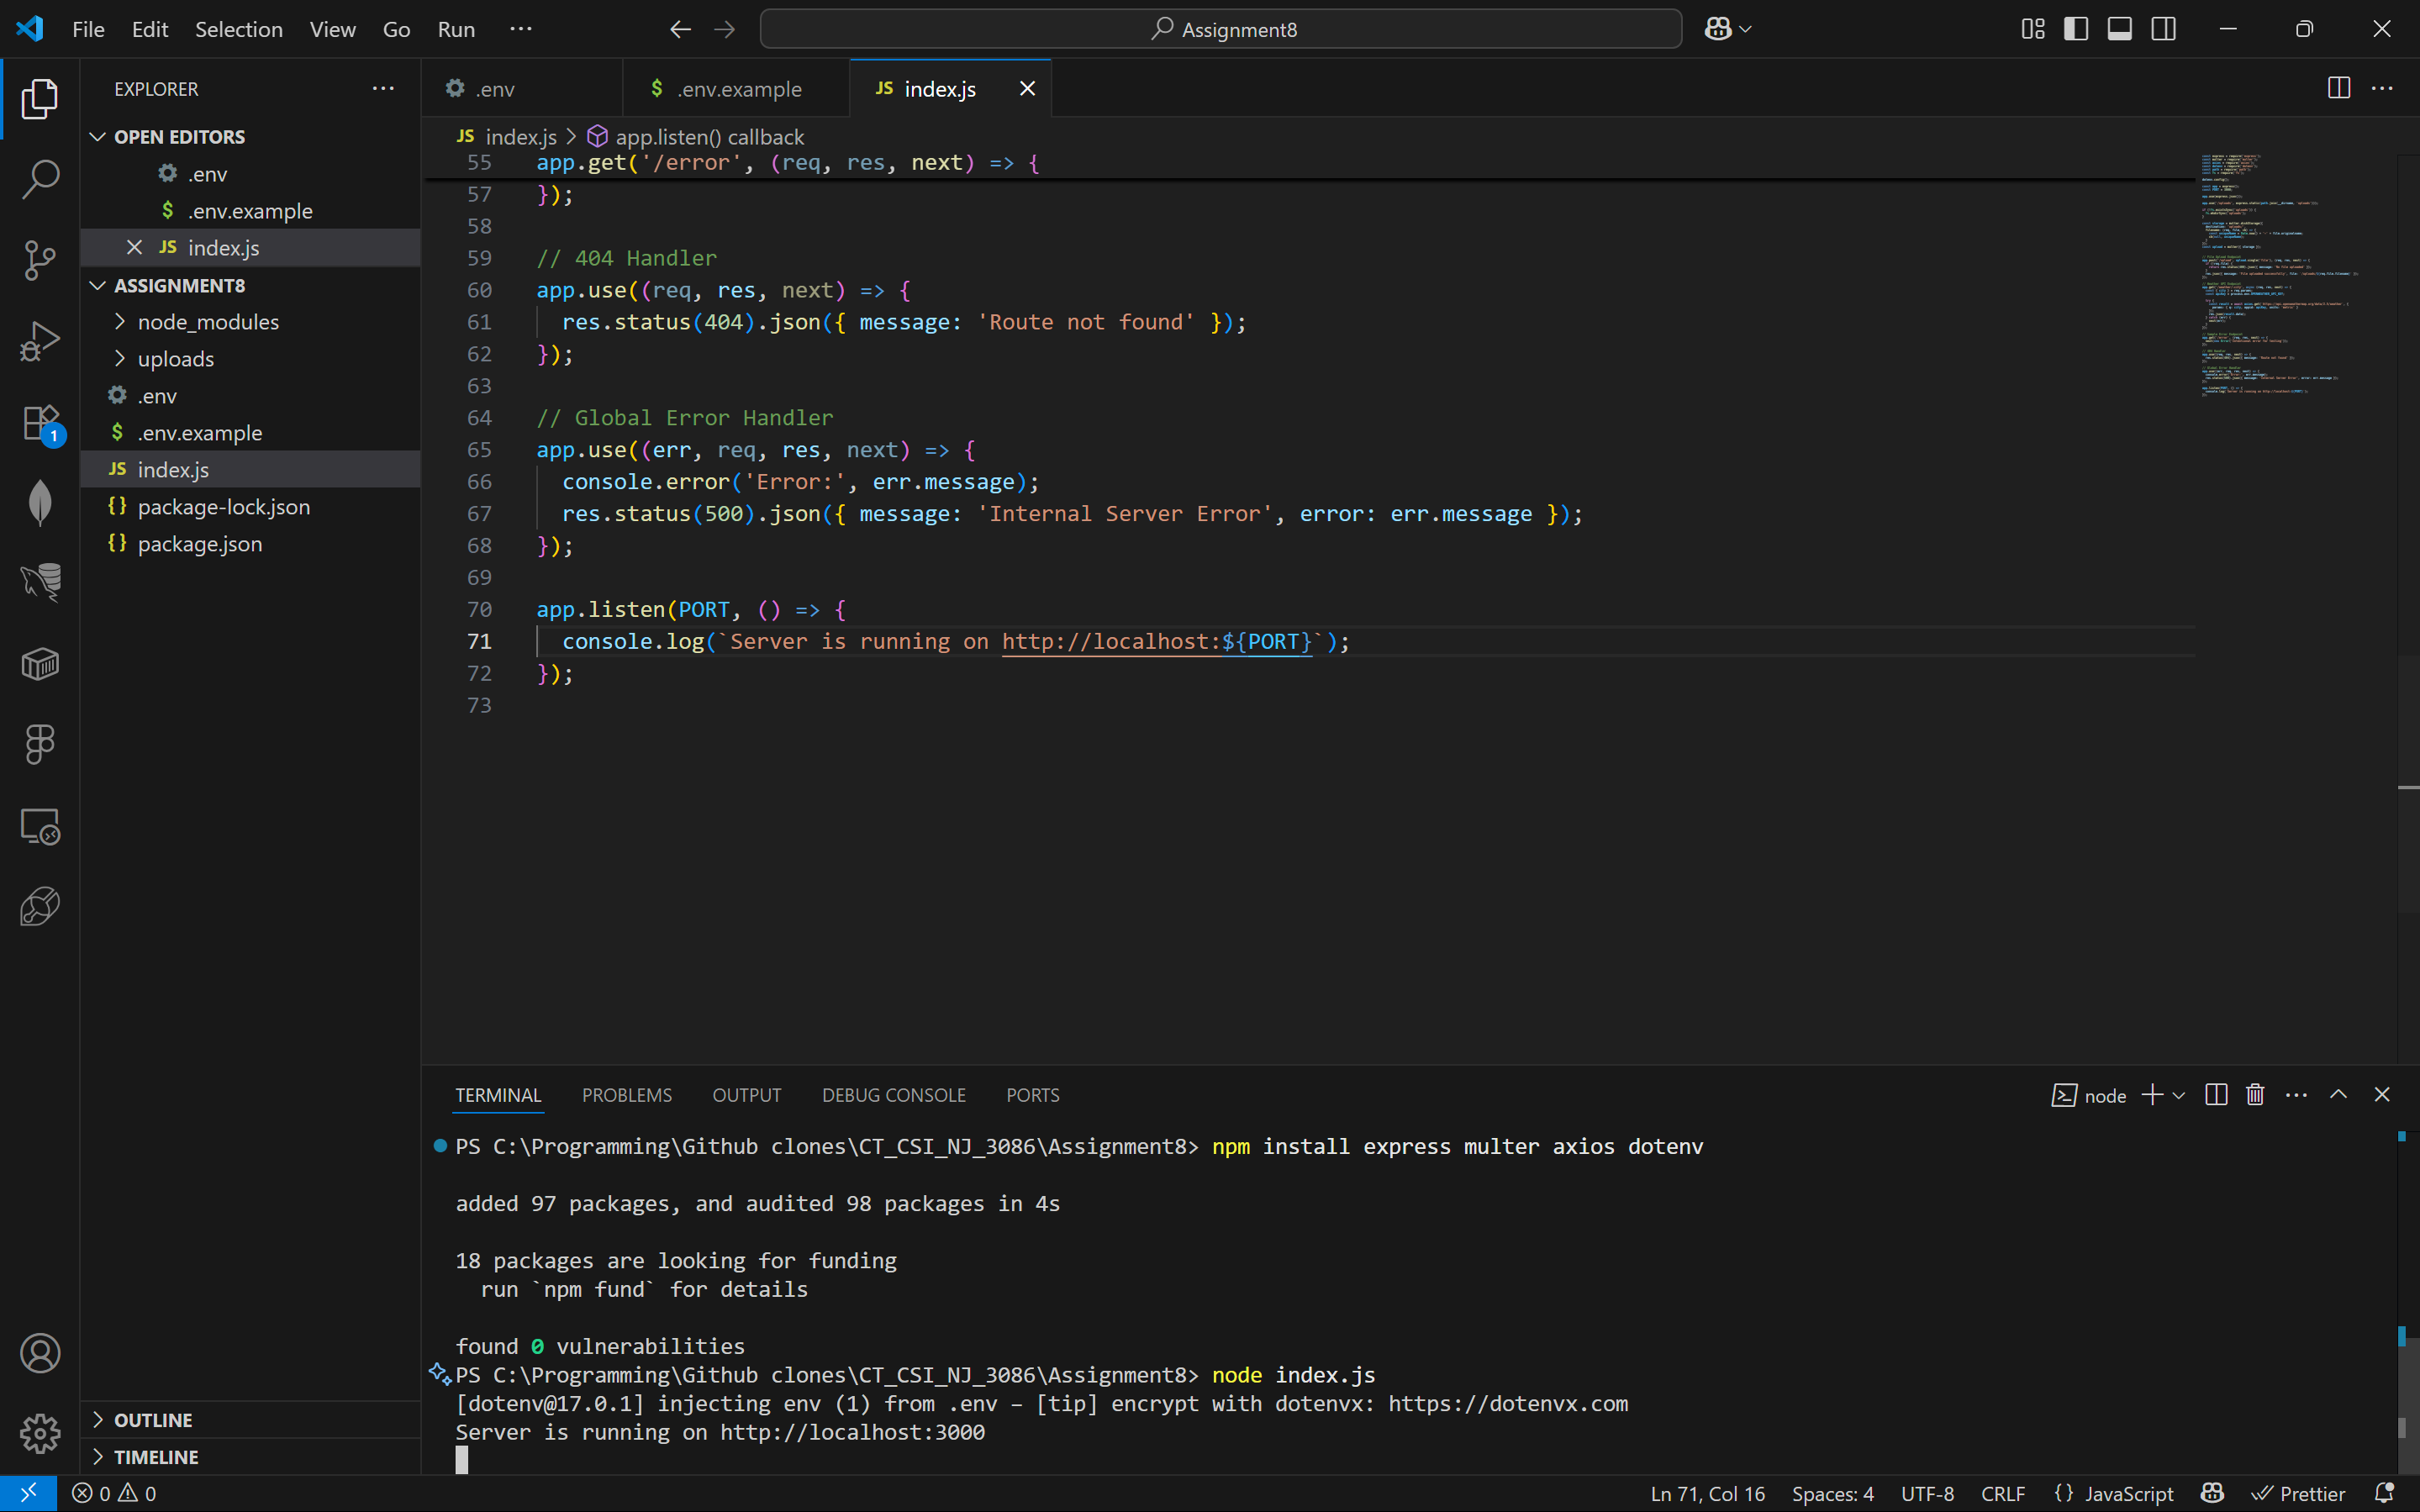 File Edit Selection View Go Run ···
Assignment8
EXPLORER
OPEN EDITORS
.env
$ .env.example
JS index.js
ASSIGNMENT8
node_modules
uploads
.env
$ .env.example
JS index.js
{} package-lock.json
{} package.json
OUTLINE
TIMELINE
1
.env
$ .env.example
JS index.js
JS index.js > app.listen() callback
55 app.get('/error', (req, res, next) => {
57 });
58
59 // 404 Handler
60 app.use((req, res, next) => {
61 res.status(404).json({ message: 'Route not found' });
62 });
63
64 // Global Error Handler
65 app.use((err, req, res, next) => {
66 console.error('Error:', err.message);
67 res.status(500).json({ message: 'Internal Server Error', error: err.message });
68 });
69
70 app.listen(PORT, () => {
71 console.log(`Server is running on http://localhost:${PORT}`);
72 });
73
TERMINAL PROBLEMS OUTPUT DEBUG CONSOLE PORTS
node
PS C:\Programming\Github clones\CT_CSI_NJ_3086\Assignment8> npm install express multer axios dotenv
added 97 packages, and audited 98 packages in 4s
18 packages are looking for funding
run `npm fund` for details
found 0 vulnerabilities
PS C:\Programming\Github clones\CT_CSI_NJ_3086\Assignment8> node index.js
[dotenv@17.0.1] injecting env (1) from .env – [tip] encrypt with dotenvx: https://dotenvx.com
Server is running on http://localhost:3000
0 0
Ln 71, Col 16 Spaces: 4 UTF-8 CRLF {} JavaScript Prettier